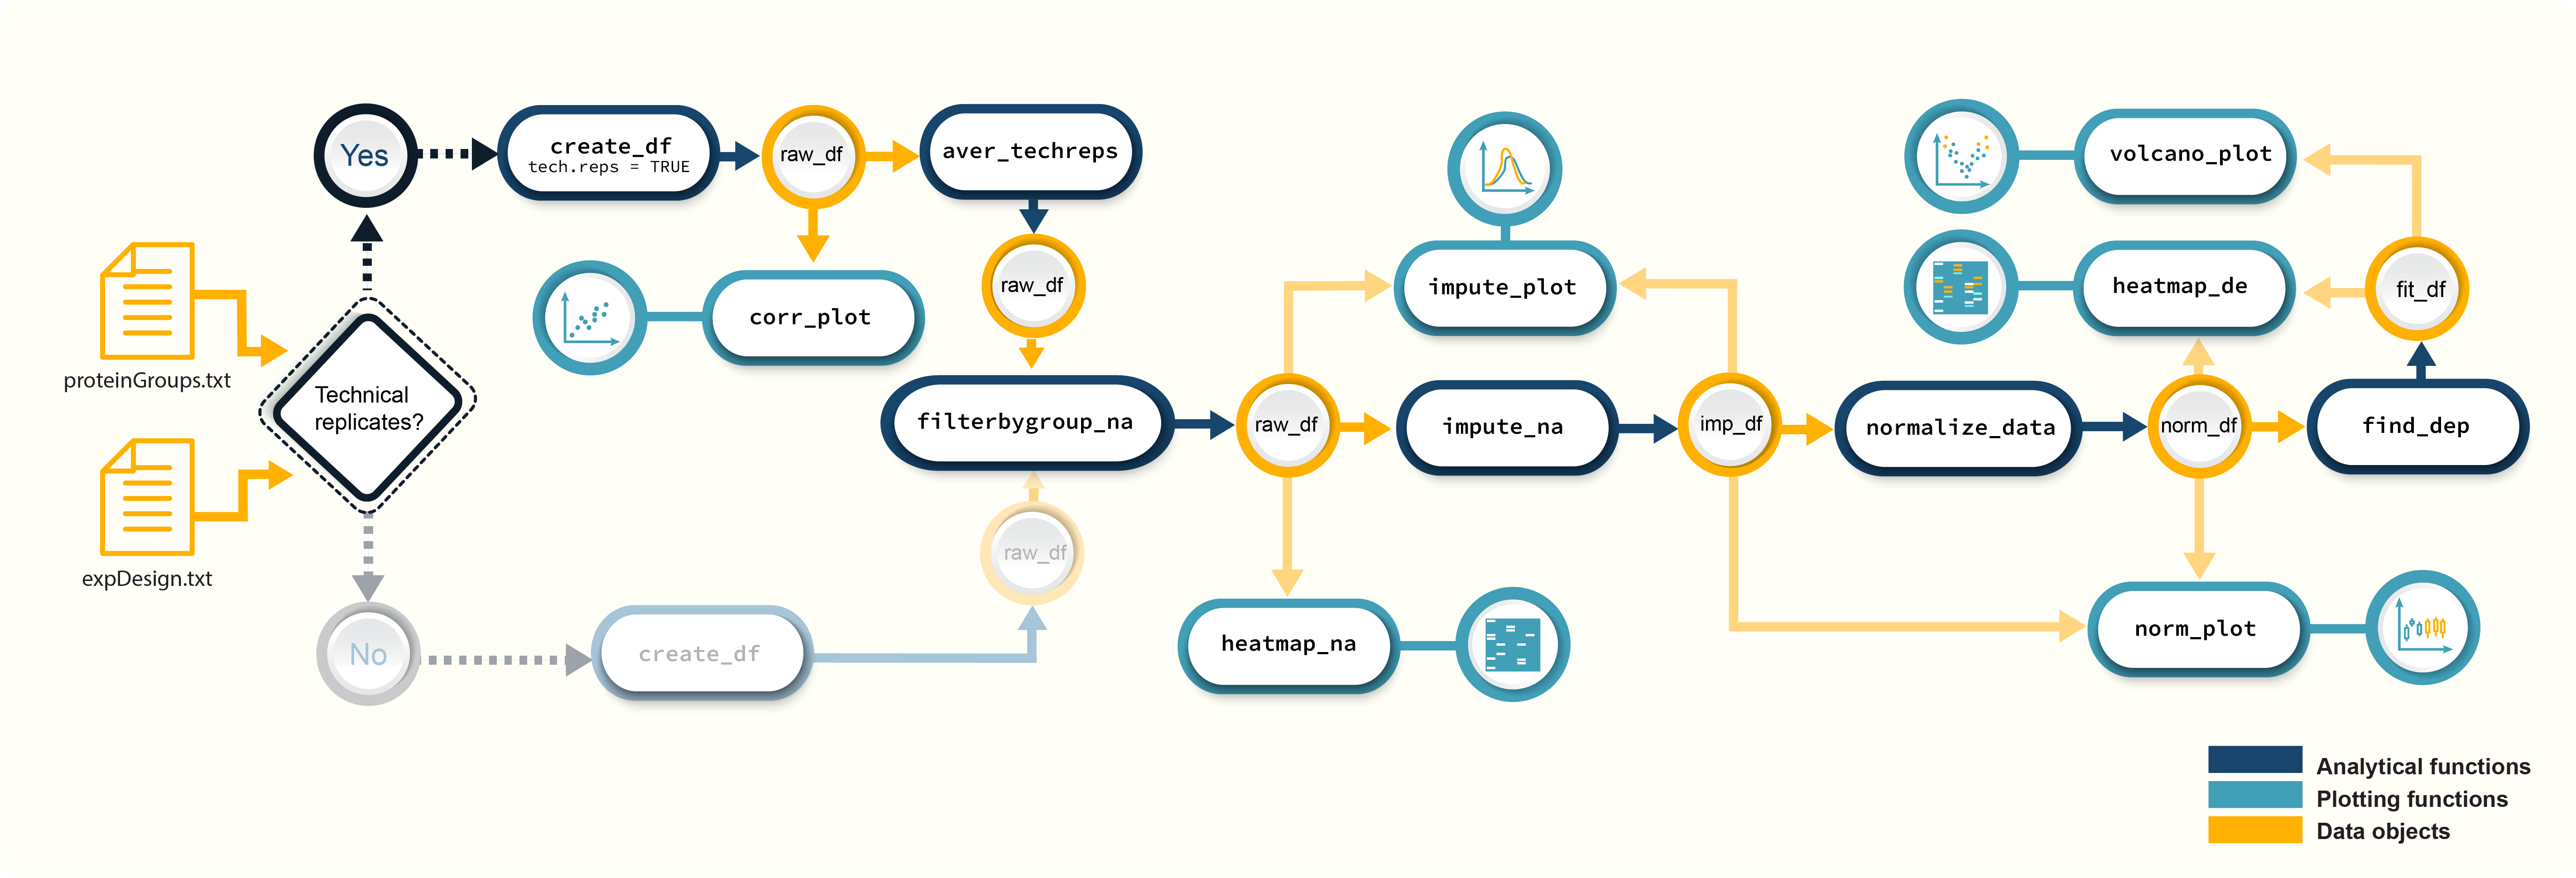 Yes
create_df
tech.reps = TRUE
raw_df
aver_techreps
volcano_plot
proteinGroups.txt
corr_plot
raw_df
impute_plot
heatmap_de
fit_df
Technical
replicates?
filterbygroup_na
raw_df
impute_na
imp_df
normalize_data
norm_df
find_dep
expDesign.txt
raw_df
No
create_df
heatmap_na
norm_plot
Analytical functions
Plotting functions
Data objects